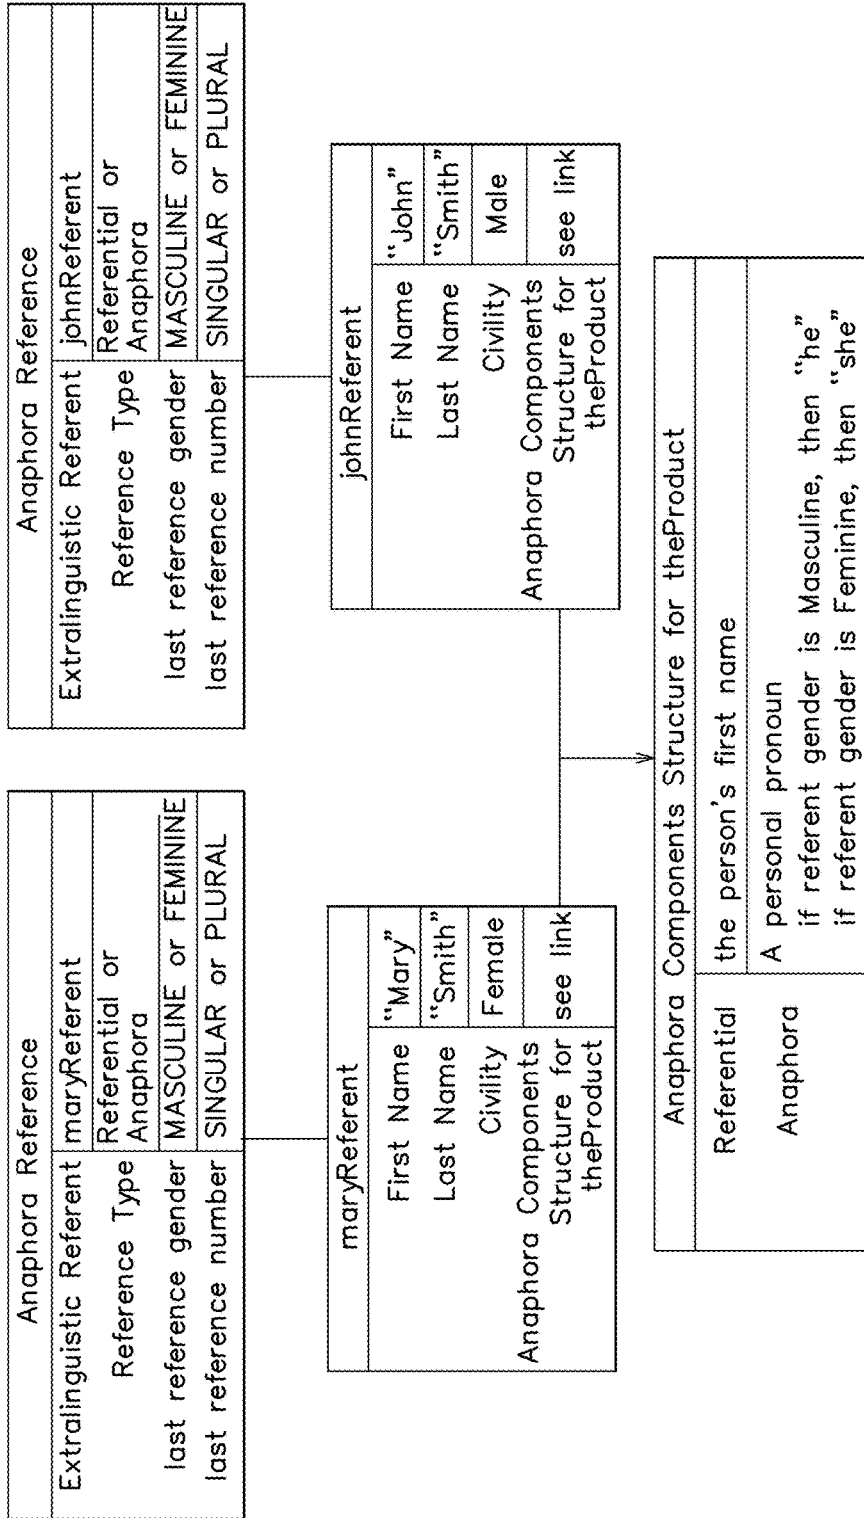 Anaphora Reference
Extralinguistic Referent maryReferent
Reference Type Referential or
Anaphora
last reference gender MASCULINE or FEMININE
last reference number SINGULAR or PLURAL
Anaphora Reference
Extralinguistic Referent johnReferent
Reference Type Referential or
Anaphora
last reference gender MASCULINE or FEMININE
last reference number SINGULAR or PLURAL
maryReferent
First Name “Mary”
Last Name “Smith”
Civility Female
Anaphora Components
Structure for see link
theProduct
johnReferent
First Name “John”
Last Name “Smith”
Civility Male
Anaphora Components
Structure for see link
theProduct
Anaphora Components Structure for theProduct
Referential the person's first name
Anaphora A personal pronoun
if referent gender is Masculine, then “he”
if referent gender is Feminine, then “she”